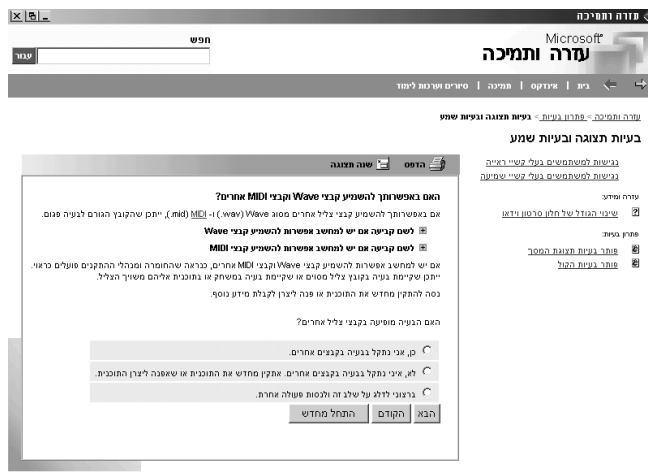 עזרה ותמיכה
Microsoft®
עזרה ותמיכה
חפש
עבור
בית | אינדקס | תמיכה | סיורים וערכות לימוד
עזרה ותמיכה > פתרון בעיות > בעיות תצוגה ובעיות שמע
בעיות תצוגה ובעיות שמע
נגישות למשתמשים בעלי קשיי ראייה
נגישות למשתמשים בעלי קשיי שמיעה
עזרה ומידע:
שינוי הגודל של חלון סרטון וידאו
פתרון בעיות:
פותר בעיות תצוגת המסך
פותר בעיות הקול
הדפס שנה תצוגה
האם באפשרותך להשמיע קבצי Wave וקבצי MIDI אחרים?
אם באפשרותך להשמיע קבצי צליל אחרים מסוג Wave (.wav) ו- MIDI (.mid), ייתכן שהקובץ הגורם לבעיה פגום.
לשם קביעה אם יש למחשב אפשרות להשמיע קבצי Wave
לשם קביעה אם יש למחשב אפשרות להשמיע קבצי MIDI
אם יש למחשב אפשרות להשמיע קבצי Wave וקבצי MIDI אחרים, כנראה שהחומרה ומנהלי ההתקנים פועלים כראוי.
ייתכן שקיימת בעיה בקובץ צליל מסוים או שקיימת בעיה במשחק או בתוכנית אליהם משויך הצליל.
נסה להתקין מחדש את התוכנית או פנה ליצרן לקבלת מידע נוסף.
האם הבעיה מופיעה בקבצי צליל אחרים?
כן, אני נתקל בבעיה בקבצים אחרים.
לא, איני נתקל בבעיה בקבצים אחרים. אתקין מחדש את התוכנית או שאפנה ליצרן התוכנית.
ברצוני לדלג על שלב זה ולנסות פעולה אחרת.
הבא הקודם התחל מחדש